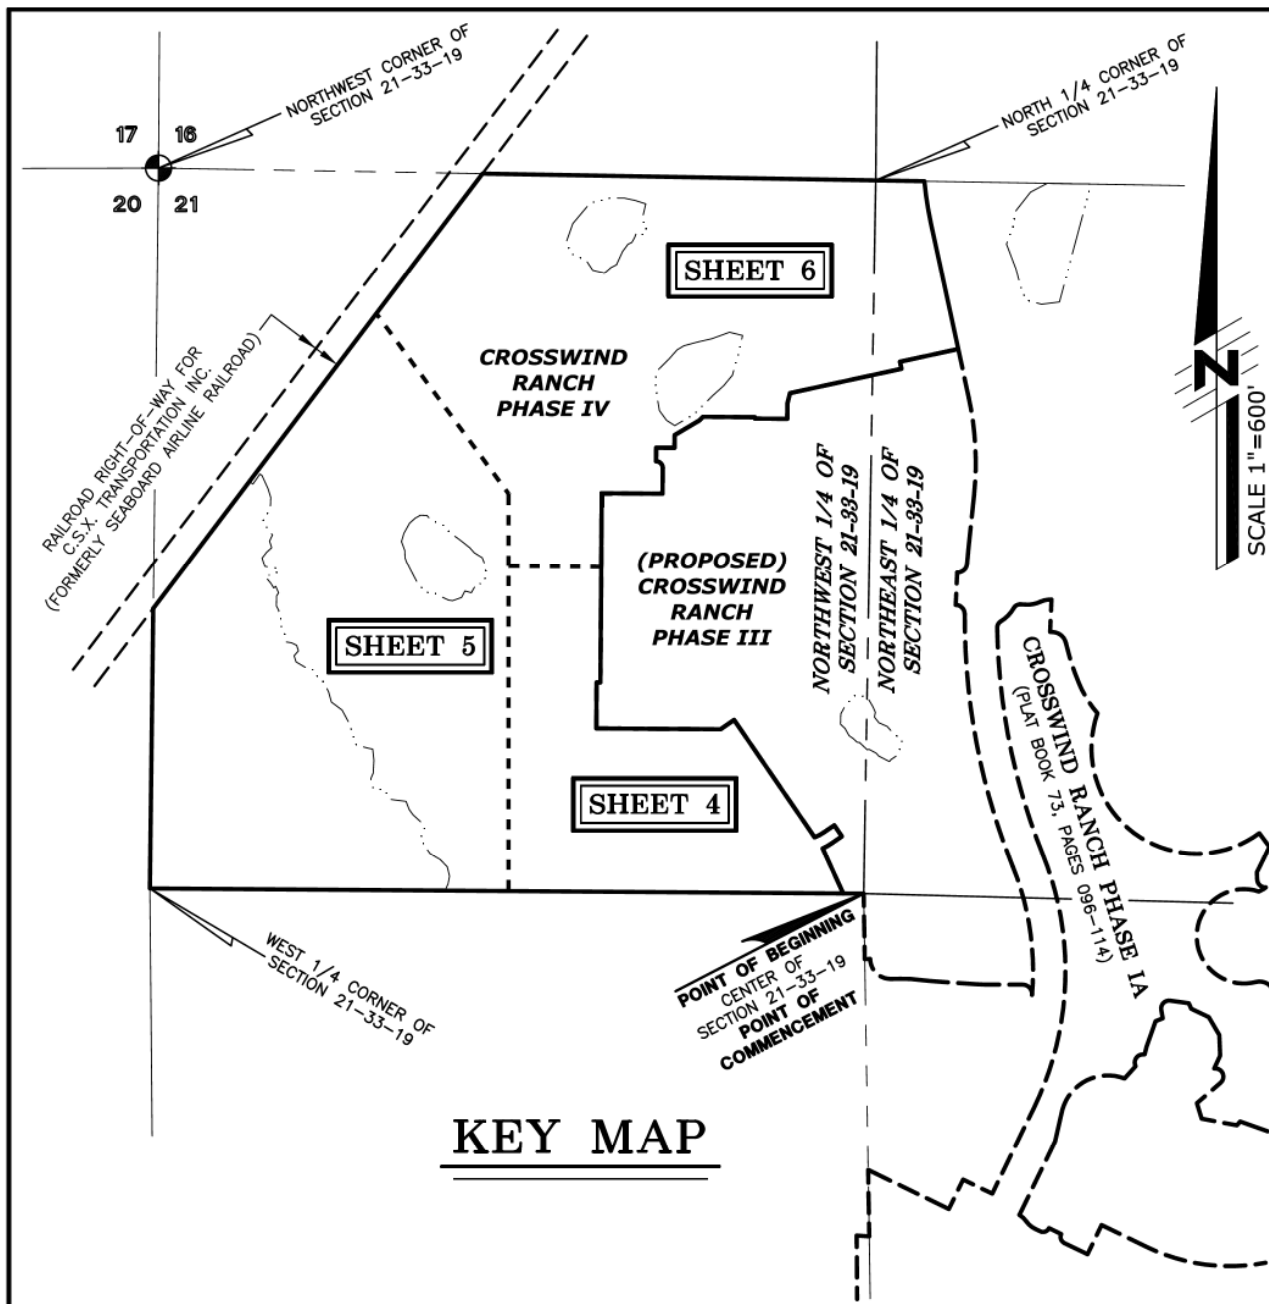 NORTHWEST CORNER OF
SECTION 21-33-19
NORTH 1/4 CORNER OF
SECTION 21-33-19
17 16
20 21
SHEET 6
N
SCALE 1"=600'
RAILROAD RIGHT-OF-WAY FOR
C.S.X. TRANSPORTATION INC.
(FORMERLY SEABOARD AIRLINE RAILROAD)
CROSSWIND
RANCH
PHASE IV
NORTHWEST 1/4 OF
SECTION 21-33-19
NORTHEAST 1/4 OF
SECTION 21-33-19
(PROPOSED)
CROSSWIND
RANCH
PHASE III
SHEET 5
CROSSWIND RANCH PHASE IA
(PLAT BOOK 73, PAGES 096-114)
SHEET 4
WEST 1/4 CORNER OF
SECTION 21-33-19
POINT OF BEGINNING
CENTER OF
SECTION 21-33-19
POINT OF
COMMENCEMENT
KEY MAP